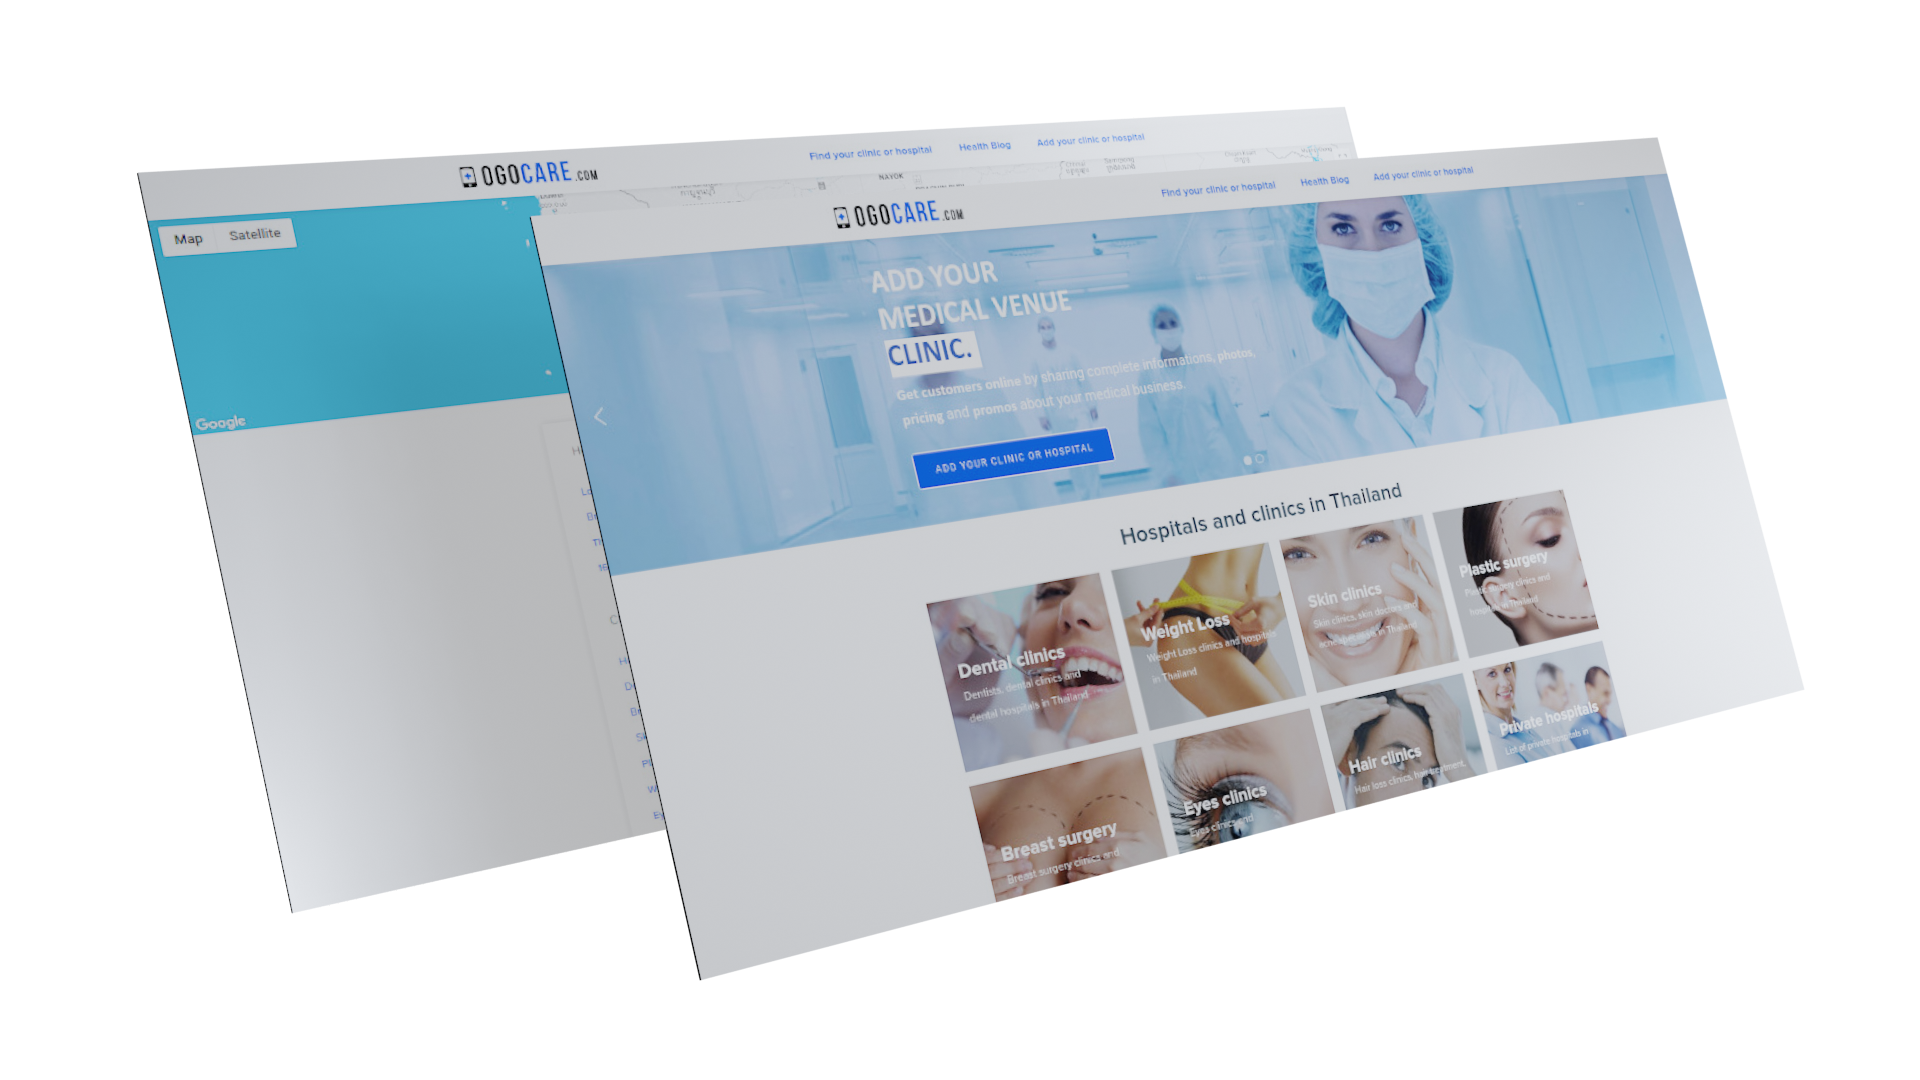 OGOCARE.COM
Find your clinic or hospital
Health Blog
Add your clinic or hospital
NAYOK
Map
Satellite
Google
OGOCARE.COM
Find your clinic or hospital
Health Blog
Add your clinic or hospital
ADD YOUR
MEDICAL VENUE
CLINIC.
Get customers online by sharing complete informations, photos,
pricing and promos about your medical business.
ADD YOUR CLINIC OR HOSPITAL
Hospitals and clinics in Thailand
Dental clinics
Dentists, dental clinics and
dental hospitals in Thailand
Weight Loss
Weight Loss clinics and hospitals
in Thailand
Skin clinics
Skin clinics, skin doctors and
in Thailand
Plastic surgery
Plastic surgery clinics and
hospitals in Thailand
Breast surgery
Breast surgery clinics and
Eyes clinics
Eyes clinics and
Hair clinics
Hair loss clinics, hair treatment,
Private hospitals
List of private hospitals in